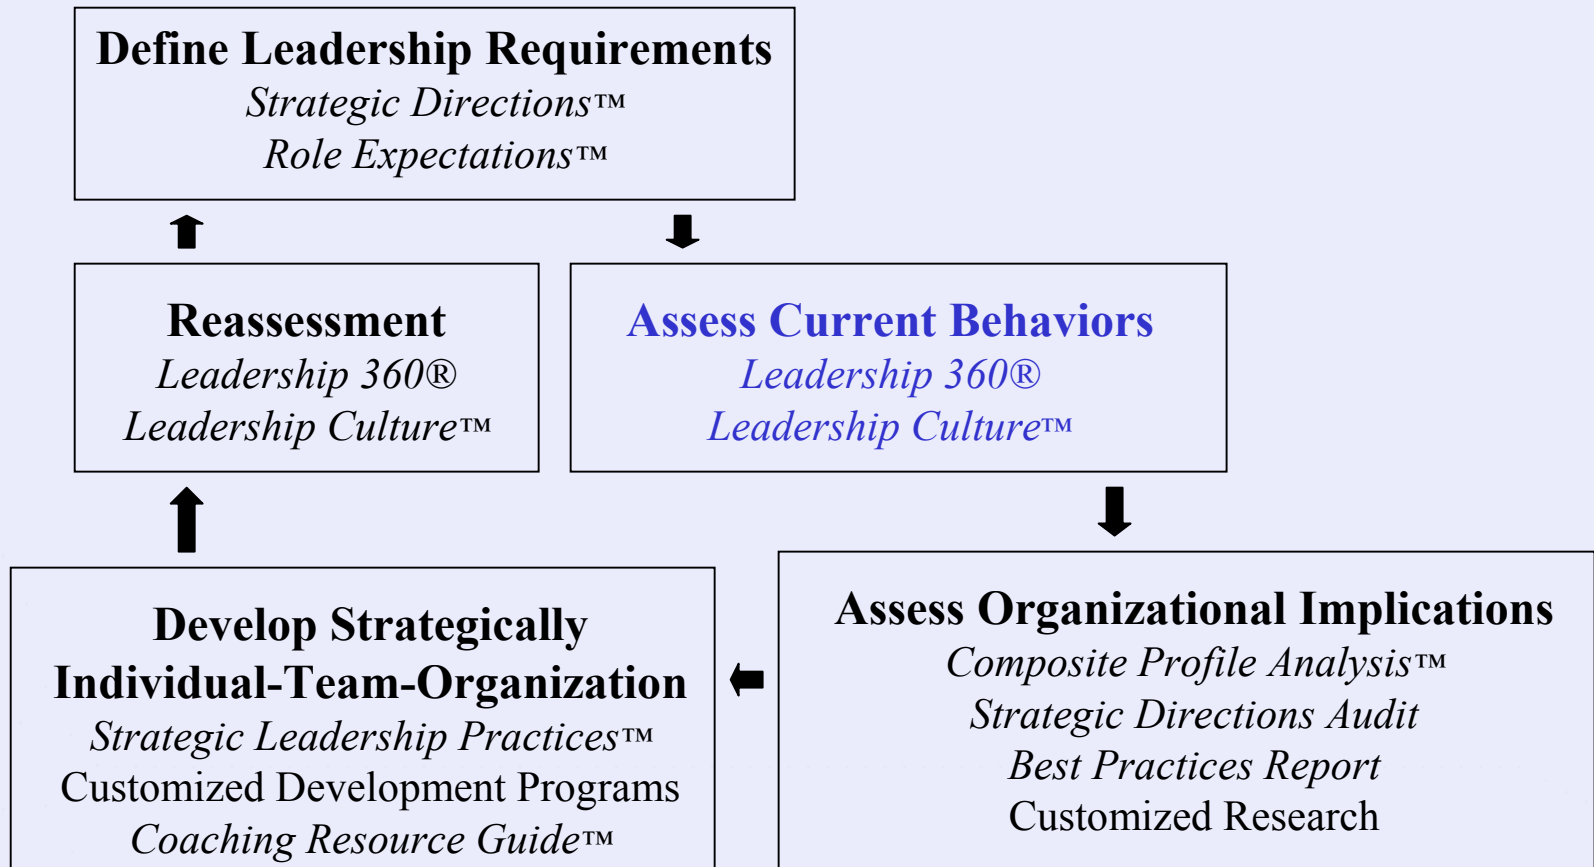 Define Leadership Requirements
Strategic Directions™
Role Expectations™
Reassessment
Leadership 360®
Leadership Culture™
Assess Current Behaviors
Leadership 360®
Leadership Culture™
Develop Strategically
Individual-Team-Organization
Strategic Leadership Practices™
Customized Development Programs
Coaching Resource Guide™
Assess Organizational Implications
Composite Profile Analysis™
Strategic Directions Audit
Best Practices Report
Customized Research